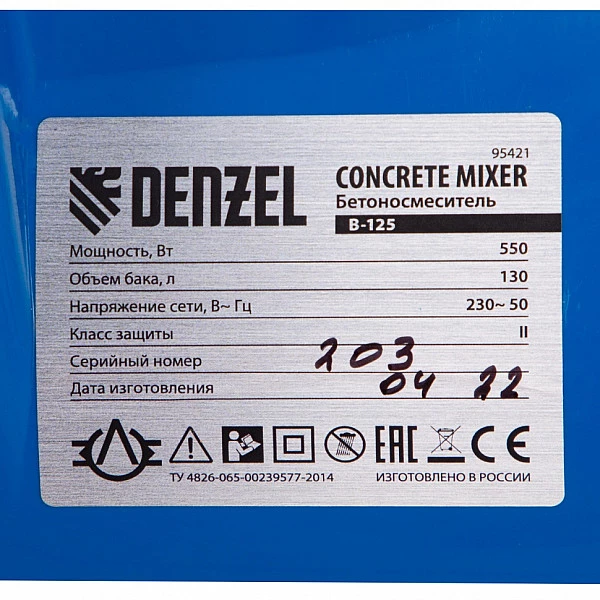 95421
DENZEL
CONCRETE MIXER
Бетоносмеситель
B-125
Мощность, Вт 550
Объем бака, л 130
Напряжение сети, В~ Гц 230~ 50
Класс защиты II
Серийный номер 203
Дата изготовления 04 22
EAC CE
ТУ 4826-065-00239577-2014 ИЗГОТОВЛЕНО В РОССИИ